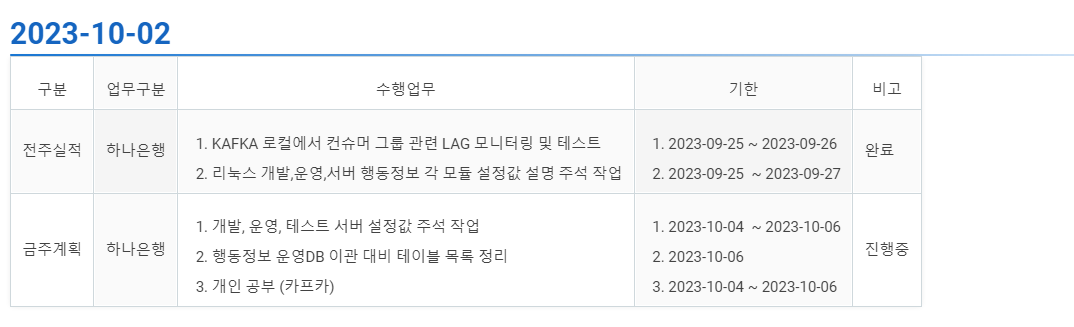 2023-10-02
구분 업무구분 수행업무 기한 비고
전주실적 하나은행
1. KAFKA 로컬에서 컨슈머 그룹 관련 LAG 모니터링 및 테스트
2. 리눅스 개발,운영,서버 행동정보 각 모듈 설정값 설명 주석 작업
1. 2023-09-25 ~ 2023-09-26
2. 2023-09-25 ~ 2023-09-27
완료
금주계획 하나은행
1. 개발, 운영, 테스트 서버 설정값 주석 작업
2. 행동정보 운영DB 이관 대비 테이블 목록 정리
3. 개인 공부 (카프카)
1. 2023-10-04 ~ 2023-10-06
2. 2023-10-06
3. 2023-10-04 ~ 2023-10-06
진행중